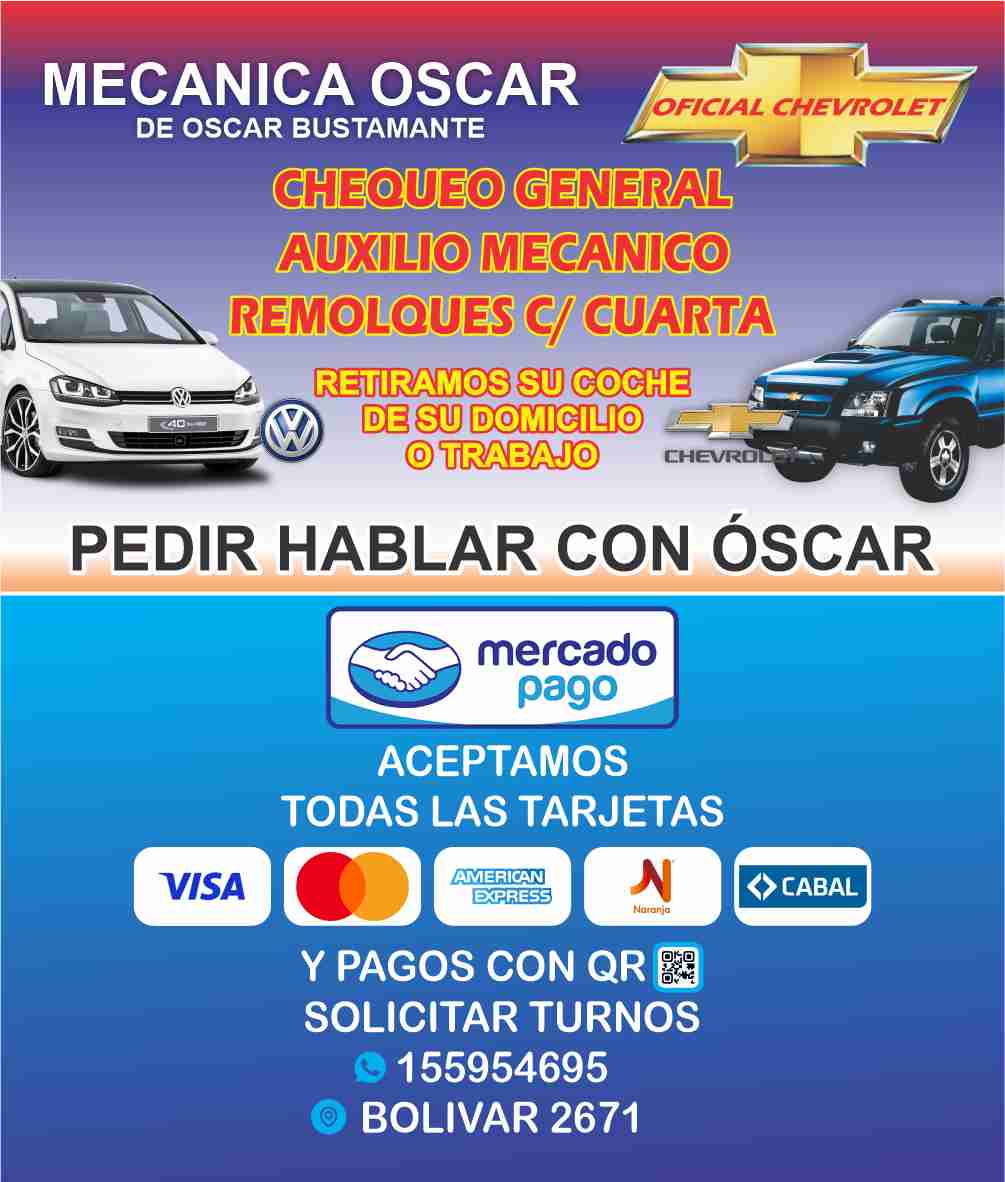 MECANICA OSCAR
DE OSCAR BUSTAMANTE
OFICIAL CHEVROLET
CHEQUEO GENERAL
AUXILIO MECANICO
REMOLQUES C/ CUARTA
RETIRAMOS SU COCHE
DE SU DOMICILIO
O TRABAJO
CHEVROLET
PEDIR HABLAR CON ÓSCAR
mercado
pago
ACEPTAMOS
TODAS LAS TARJETAS
VISA
AMERICAN
EXPRESS
Naranja
CABAL
Y PAGOS CON QR
SOLICITAR TURNOS
155954695
BOLIVAR 2671